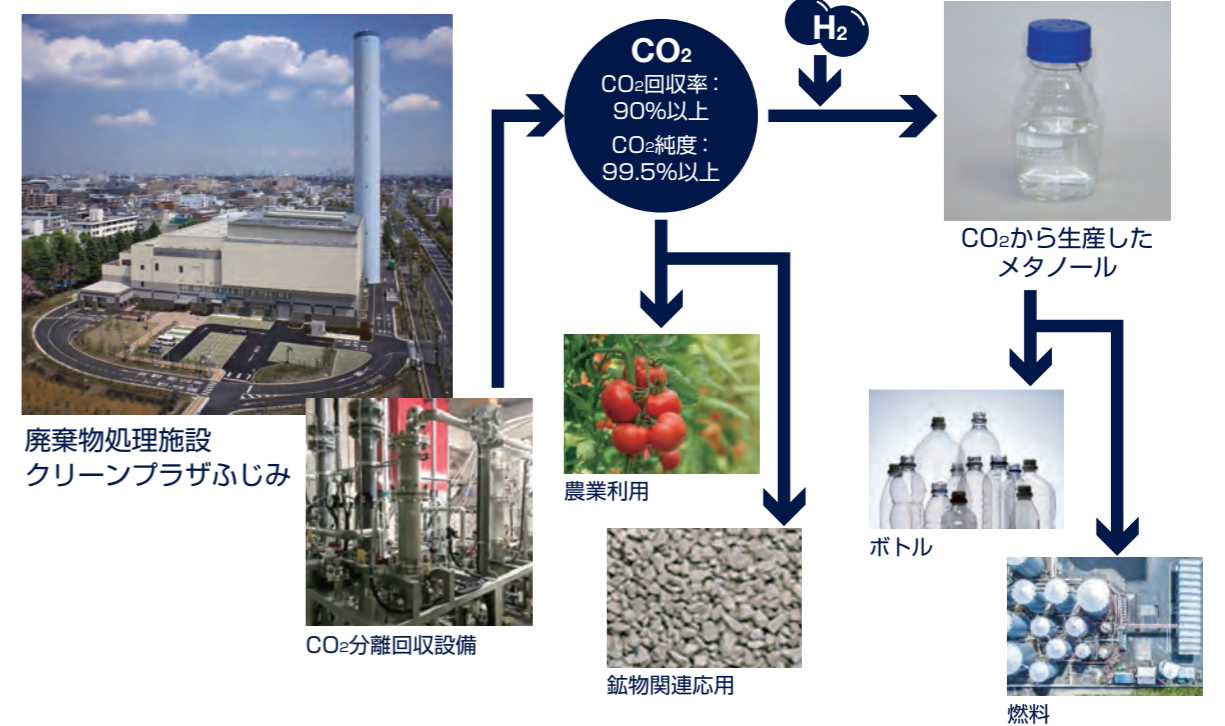 廃棄物処理施設
クリーンプラザふじみ
CO₂分離回収設備
CO₂
CO₂回収率：
90%以上
CO₂純度：
99.5%以上
H₂
CO₂から生産した
メタノール
農業利用
鉱物関連応用
ボトル
燃料